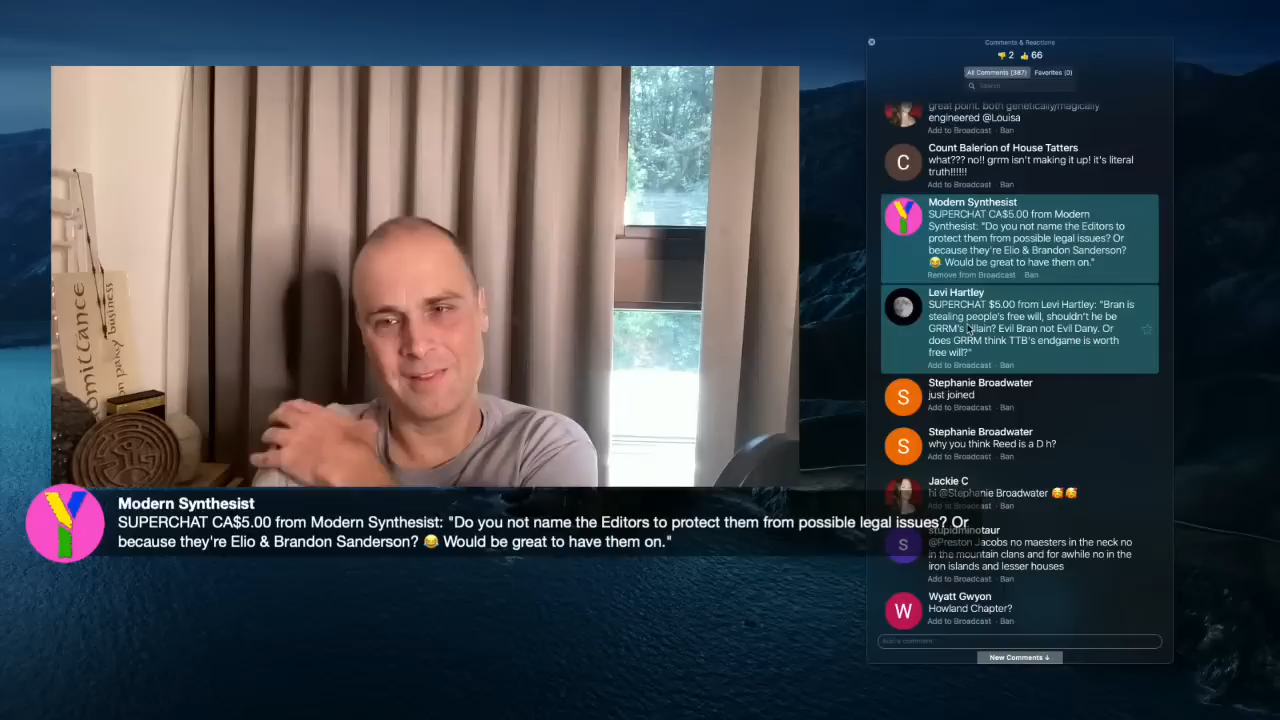 Comments & Reactions
👎 2 👍 66
All Comments (387) Favorites (0)
Search
great point. both genetically/magically
engineered @Louisa
Add to Broadcast · Ban
C
Count Balerion of House Tatters
what??? no!! grrm isn't making it up! it's literal
truth!!!!!!
Add to Broadcast · Ban
Modern Synthesist
SUPERCHAT CA$5.00 from Modern
Synthesist: "Do you not name the Editors to
protect them from possible legal issues? Or
because they're Elio & Brandon Sanderson?
😂 Would be great to have them on."
Remove from Broadcast · Ban
Levi Hartley
SUPERCHAT $5.00 from Levi Hartley: "Bran is
stealing people's free will, shouldn't he be
GRRM's villain? Evil Bran not Evil Dany. Or
does GRRM think TTB's endgame is worth
free will?"
Add to Broadcast · Ban
S
Stephanie Broadwater
just joined
Add to Broadcast · Ban
S
Stephanie Broadwater
why you think Reed is a D h?
Add to Broadcast · Ban
Jackie C
hi @Stephanie Broadwater 🥰🥰
Add to Broadcast · Ban
S
stupidminotaur
@Preston Jacobs no maesters in the neck no
in the mountain clans and for awhile no in the
iron islands and lesser houses
Add to Broadcast · Ban
W
Wyatt Gwyon
Howland Chapter?
Add to Broadcast · Ban
Add a comment
New Comments ↓
dmittance
on party business
Modern Synthesist
SUPERCHAT CA$5.00 from Modern Synthesist: "Do you not name the Editors to protect them from possible legal issues? Or
because they're Elio & Brandon Sanderson? 😂 Would be great to have them on."